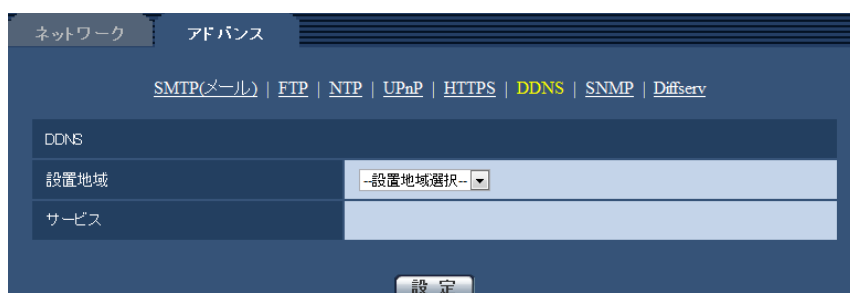 ネットワーク アドバンス
SMTP(メール) | FTP | NTP | UPnP | HTTPS | DDNS | SNMP | Diffserv
DDNS
設置地域 --設置地域選択--
サービス
設 定